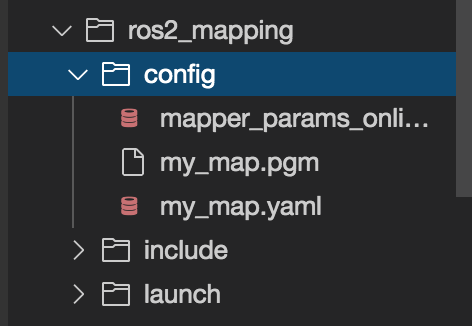 ros2_mapping
config
mapper_params_onli...
my_map.pgm
my_map.yaml
include
launch